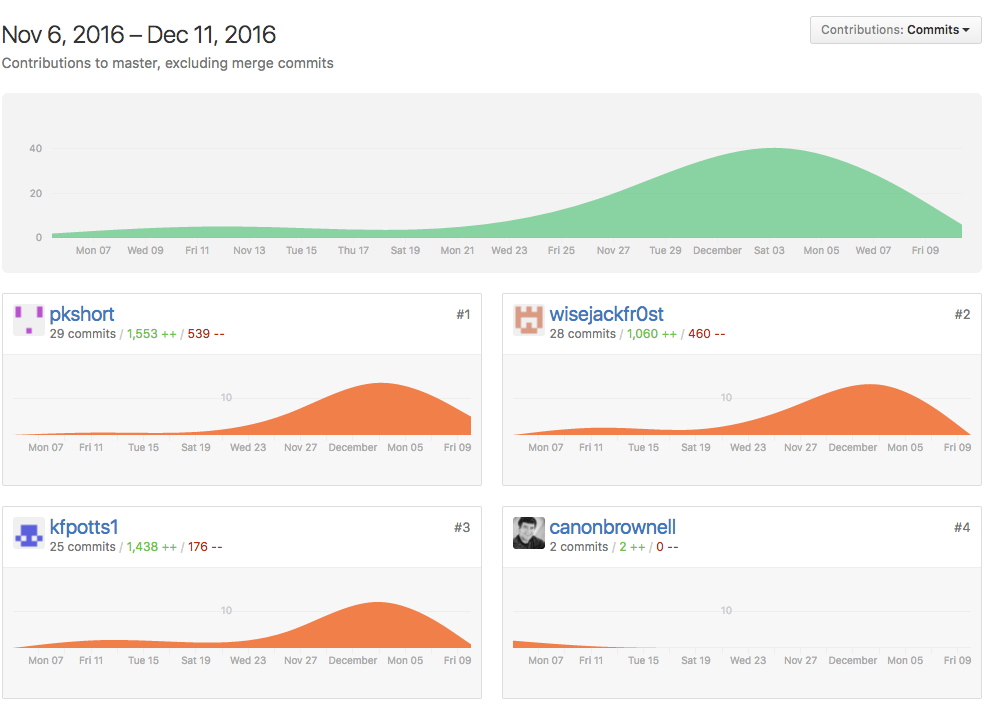 Nov 6, 2016 – Dec 11, 2016
Contributions: Commits
Contributions to master, excluding merge commits
40
20
0
Mon 07 Wed 09 Fri 11 Nov 13 Tue 15 Thu 17 Sat 19 Mon 21 Wed 23 Fri 25 Nov 27 Tue 29 December Sat 03 Mon 05 Wed 07 Fri 09
pkshort #1
29 commits / 1,553 ++ / 539 --
10
Mon 07 Fri 11 Tue 15 Sat 19 Wed 23 Nov 27 December Mon 05 Fri 09
wisejackfr0st #2
28 commits / 1,060 ++ / 460 --
10
Mon 07 Fri 11 Tue 15 Sat 19 Wed 23 Nov 27 December Mon 05 Fri 09
kfpotts1 #3
25 commits / 1,438 ++ / 176 --
10
Mon 07 Fri 11 Tue 15 Sat 19 Wed 23 Nov 27 December Mon 05 Fri 09
canonbrownell #4
2 commits / 2 ++ / 0 --
10
Mon 07 Fri 11 Tue 15 Sat 19 Wed 23 Nov 27 December Mon 05 Fri 09